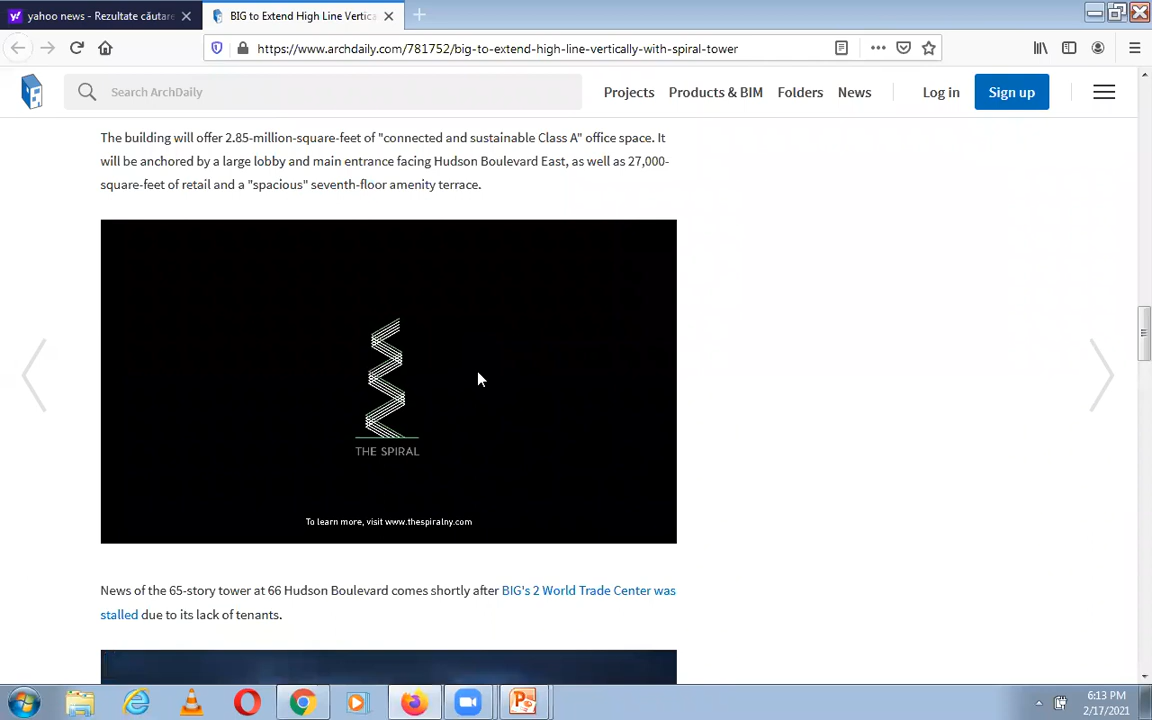 yahoo news - Rezultate căutare
BIG to Extend High Line Vertica
https://www.archdaily.com/781752/big-to-extend-high-line-vertically-with-spiral-tower
Search ArchDaily
Projects
Products & BIM
Folders
News
Log in
Sign up
The building will offer 2.85-million-square-feet of "connected and sustainable Class A" office space. It
will be anchored by a large lobby and main entrance facing Hudson Boulevard East, as well as 27,000-
square-feet of retail and a "spacious" seventh-floor amenity terrace.
THE SPIRAL
To learn more, visit www.thespiralny.com
News of the 65-story tower at 66 Hudson Boulevard comes shortly after BIG's 2 World Trade Center was
stalled due to its lack of tenants.
6:13 PM
2/17/2021